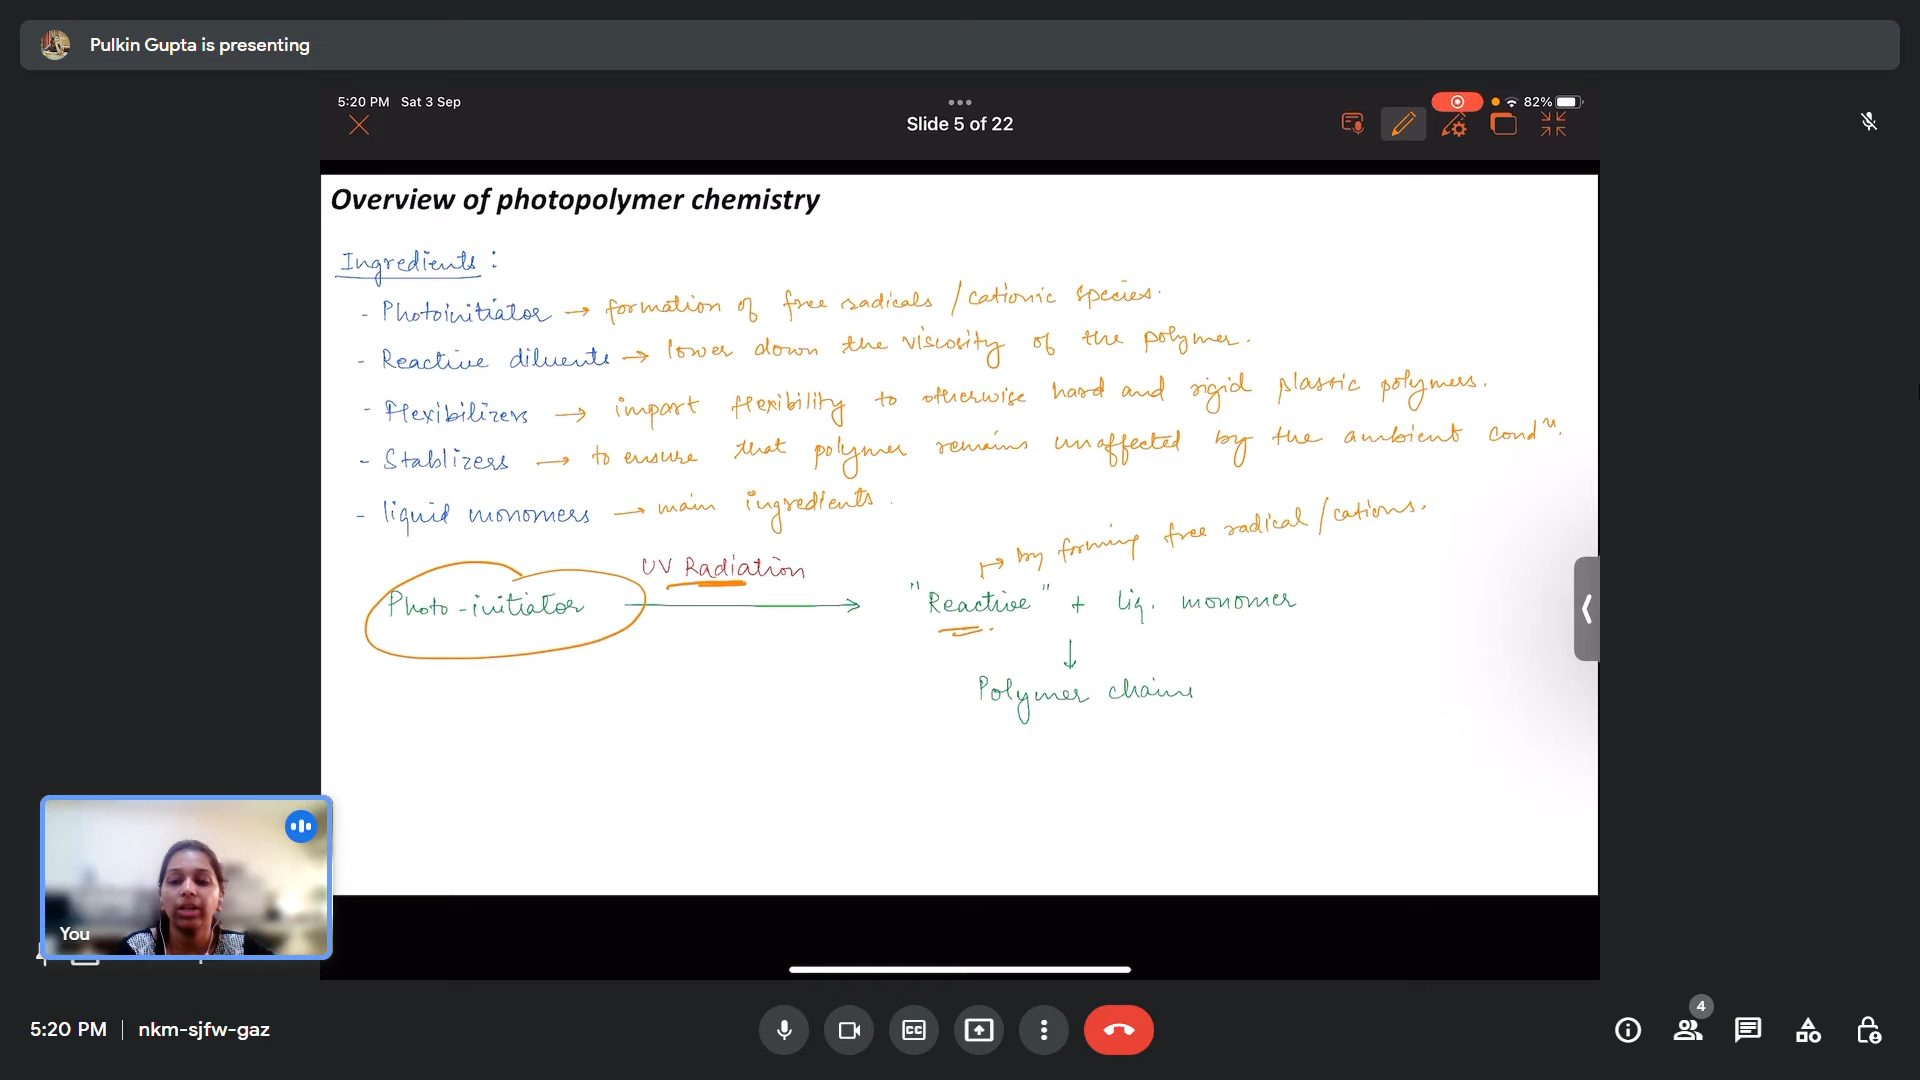 Pulkin Gupta is presenting
5:20 PM Sat 3 Sep
82%
Slide 5 of 22
Overview of photopolymer chemistry
Ingredients :
- Photoinitiator → formation of free radicals / cationic species.
- Reactive diluents → lower down the viscosity of the polymer.
- Flexibilizers → impart flexibility to otherwise hard and rigid plastic polymers.
- Stablizers → to ensure that polymer remains unaffected by the ambient condⁿ.
- liquid monomers → main ingredients.
↦ by forming free radical / cations.
UV Radiation
Photo-initiator → "Reactive" + liq. monomer
↓
Polymer chains
You
5:20 PM | nkm-sjfw-gaz
CC
4